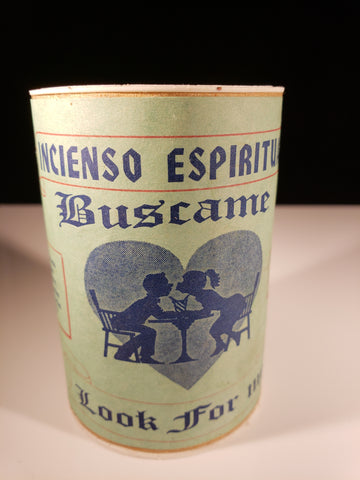 INCIENSO ESPIRITU
Buscame
Look For m